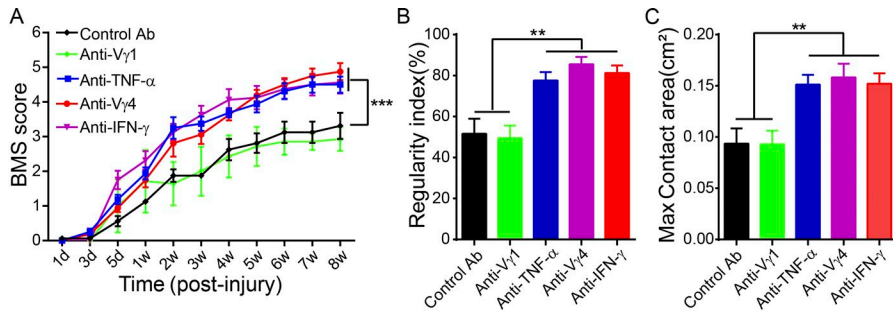 A
BMS score
6
5
4
3
2
1
0
Control Ab
Anti-Vγ1
Anti-TNF-α
Anti-Vγ4
Anti-IFN-γ
***
1d
3d
5d
1w
2w
3w
4w
5w
6w
7w
8w
Time (post-injury)
B
Regularity index(%)
100
80
60
40
20
0
**
Control Ab
Anti-Vγ1
Anti-TNF-α
Anti-Vγ4
Anti-IFN-γ
C
Max Contact area(cm²)
0.20
0.15
0.10
0.05
0.00
**
Control Ab
Anti-Vγ1
Anti-TNF-α
Anti-Vγ4
Anti-IFN-γ